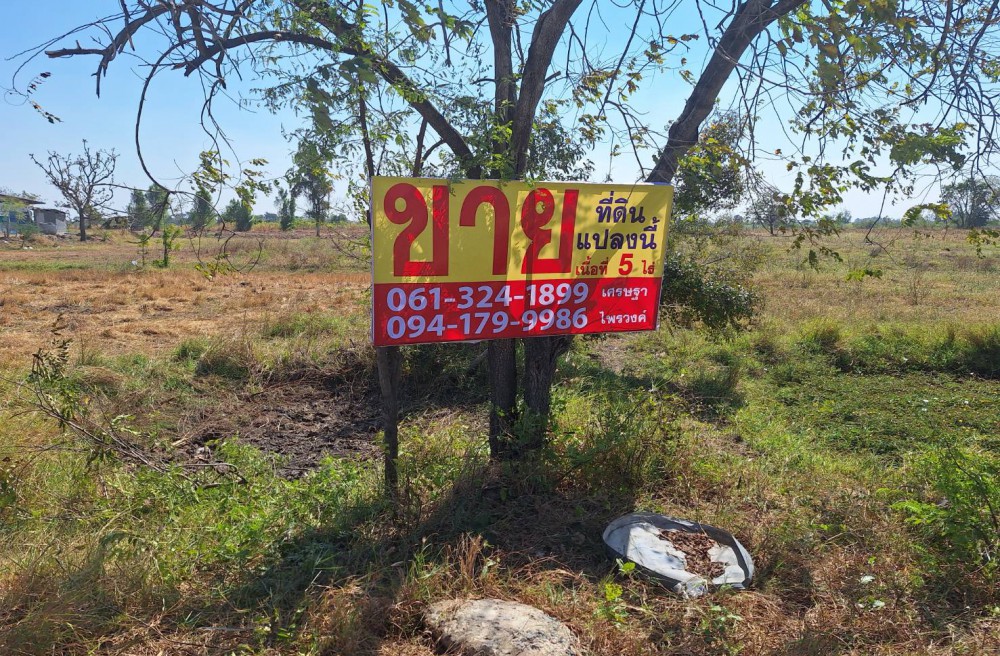 ขาย ที่ดิน
แปลงนี้
เนื้อที่ 5 ไร่
061-324-1899 เศรษฐา
094-179-9986 ไพรวงค์